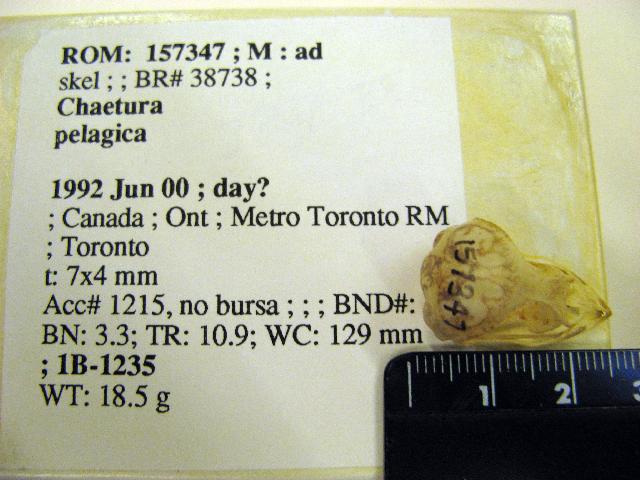 ROM: 157347 ; M : ad
skel ; ; BR# 38738 ;
Chaetura
pelagica
1992 Jun 00 ; day?
; Canada ; Ont ; Metro Toronto RM
; Toronto
t: 7x4 mm
Acc# 1215, no bursa ; ; ; BND#:
BN: 3.3; TR: 10.9; WC: 129 mm
; 1B-1235
WT: 18.5 g
157347
1 2 3